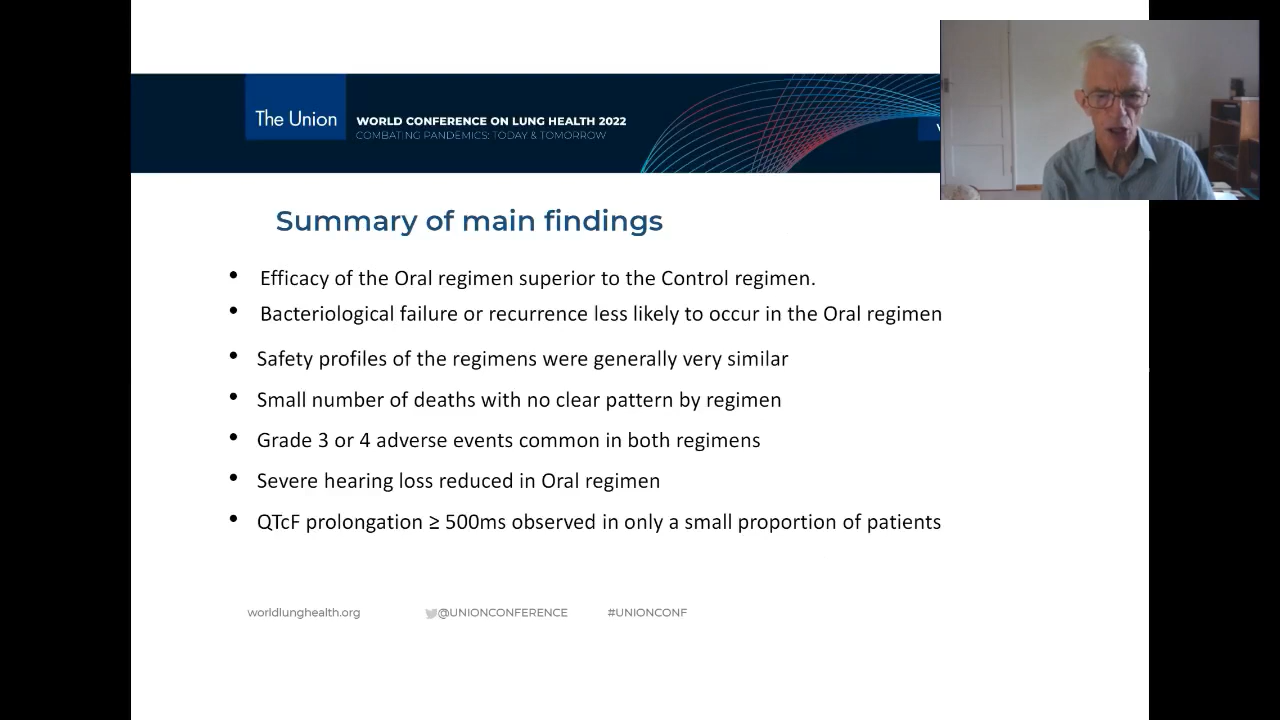 The Union
WORLD CONFERENCE ON LUNG HEALTH 2022
COMBATING PANDEMICS: TODAY & TOMORROW
Summary of main findings
• Efficacy of the Oral regimen superior to the Control regimen.
• Bacteriological failure or recurrence less likely to occur in the Oral regimen
• Safety profiles of the regimens were generally very similar
• Small number of deaths with no clear pattern by regimen
• Grade 3 or 4 adverse events common in both regimens
• Severe hearing loss reduced in Oral regimen
• QTcF prolongation ≥ 500ms observed in only a small proportion of patients
worldlunghealth.org @UNIONCONFERENCE #UNIONCONF